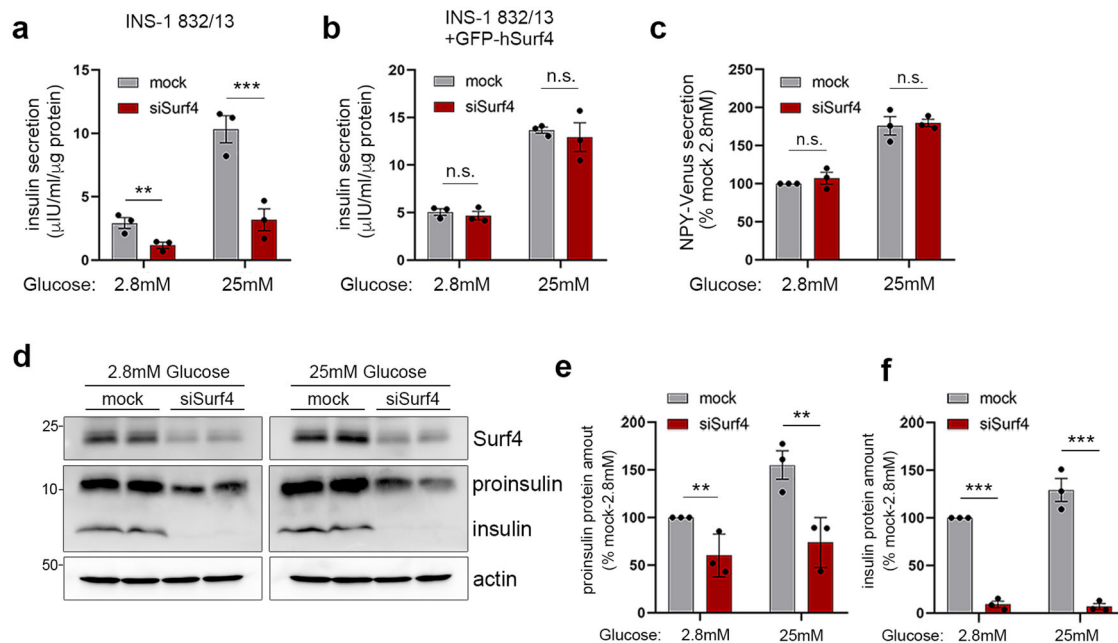 a
INS-1 832/13
insulin secretion
(μIU/ml/μg protein)
15
10
5
0
mock
siSurf4
**
***
Glucose:
2.8mM
25mM
b
INS-1 832/13
+GFP-hSurf4
insulin secretion
(μIU/ml/μg protein)
20
15
10
5
0
mock
siSurf4
n.s.
n.s.
Glucose:
2.8mM
25mM
c
NPY-Venus secretion
(% mock 2.8mM)
250
200
150
100
50
0
mock
siSurf4
n.s.
n.s.
Glucose:
2.8mM
25mM
d
2.8mM Glucose
25mM Glucose
mock
siSurf4
mock
siSurf4
25
Surf4
10
proinsulin
insulin
50
actin
e
proinsulin protein amout
(% mock-2.8mM)
200
150
100
50
0
mock
siSurf4
**
**
Glucose:
2.8mM
25mM
f
insulin protein amount
(% mock-2.8mM)
200
150
100
50
0
mock
siSurf4
***
***
Glucose:
2.8mM
25mM